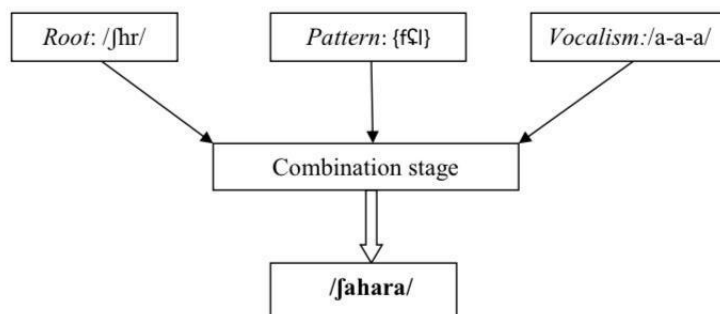 Root: /ʃhr/
Pattern: {fʕl}
Vocalism:/a-a-a/
Combination stage
/ʃahara/